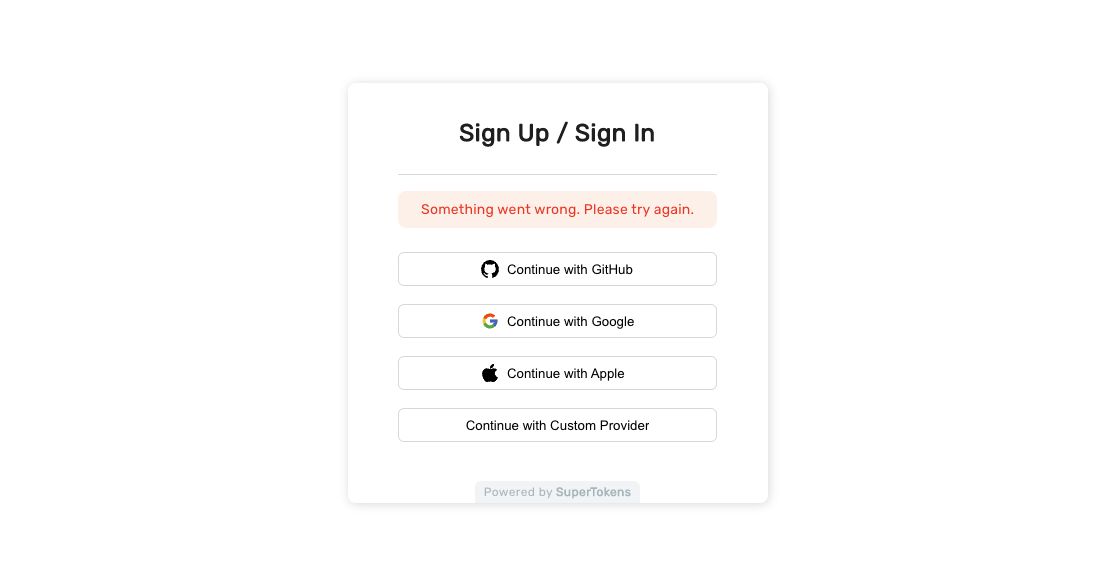 Sign Up / Sign In
Something went wrong. Please try again.
Continue with GitHub
Continue with Google
Continue with Apple
Continue with Custom Provider
Powered by SuperTokens